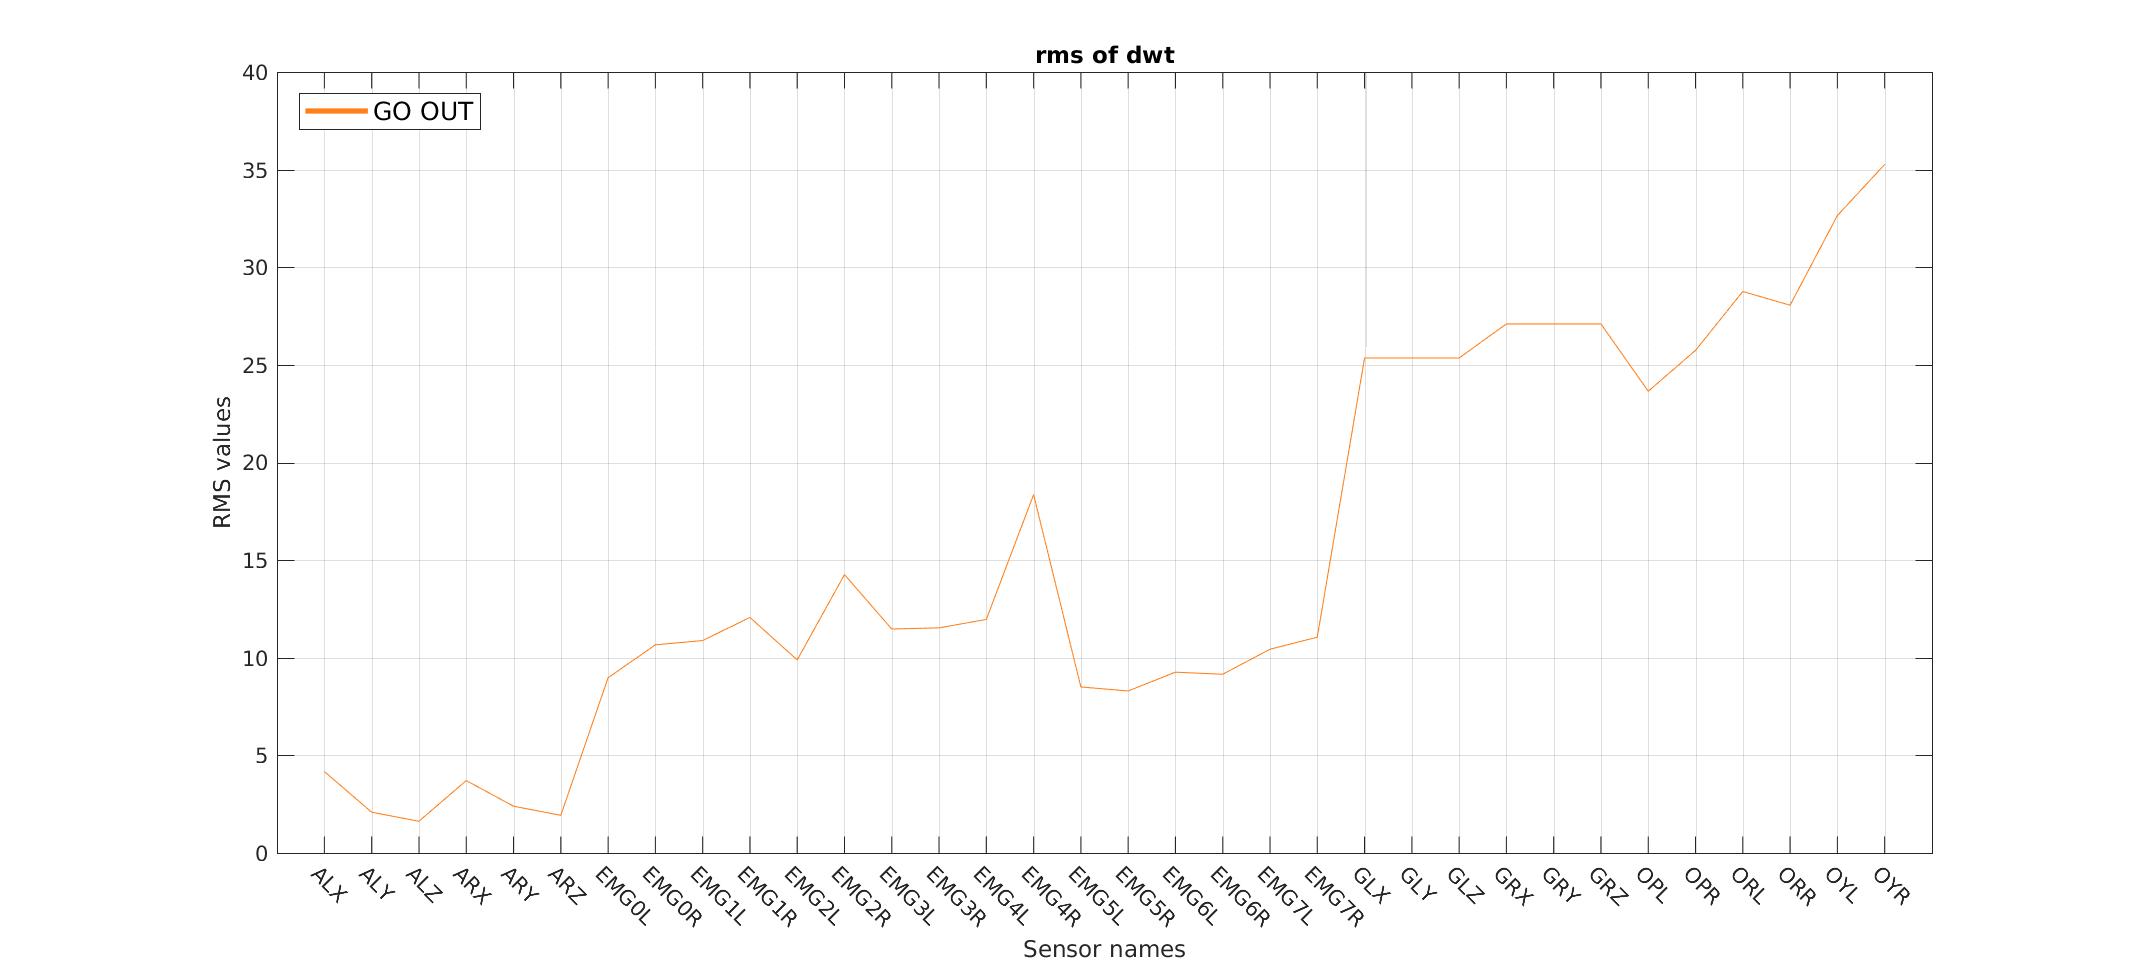 rms of dwt
GO OUT
40
35
30
25
20
15
10
5
0
RMS values
ALX
ALY
ALZ
ARX
ARY
ARZ
EMG0L
EMG0R
EMG1L
EMG1R
EMG2L
EMG2R
EMG3L
EMG3R
EMG4L
EMG4R
EMG5L
EMG5R
EMG6L
EMG6R
EMG7L
EMG7R
GLX
GLY
GLZ
GRX
GRY
GRZ
OPL
OPR
ORL
ORR
OYL
OYR
Sensor names